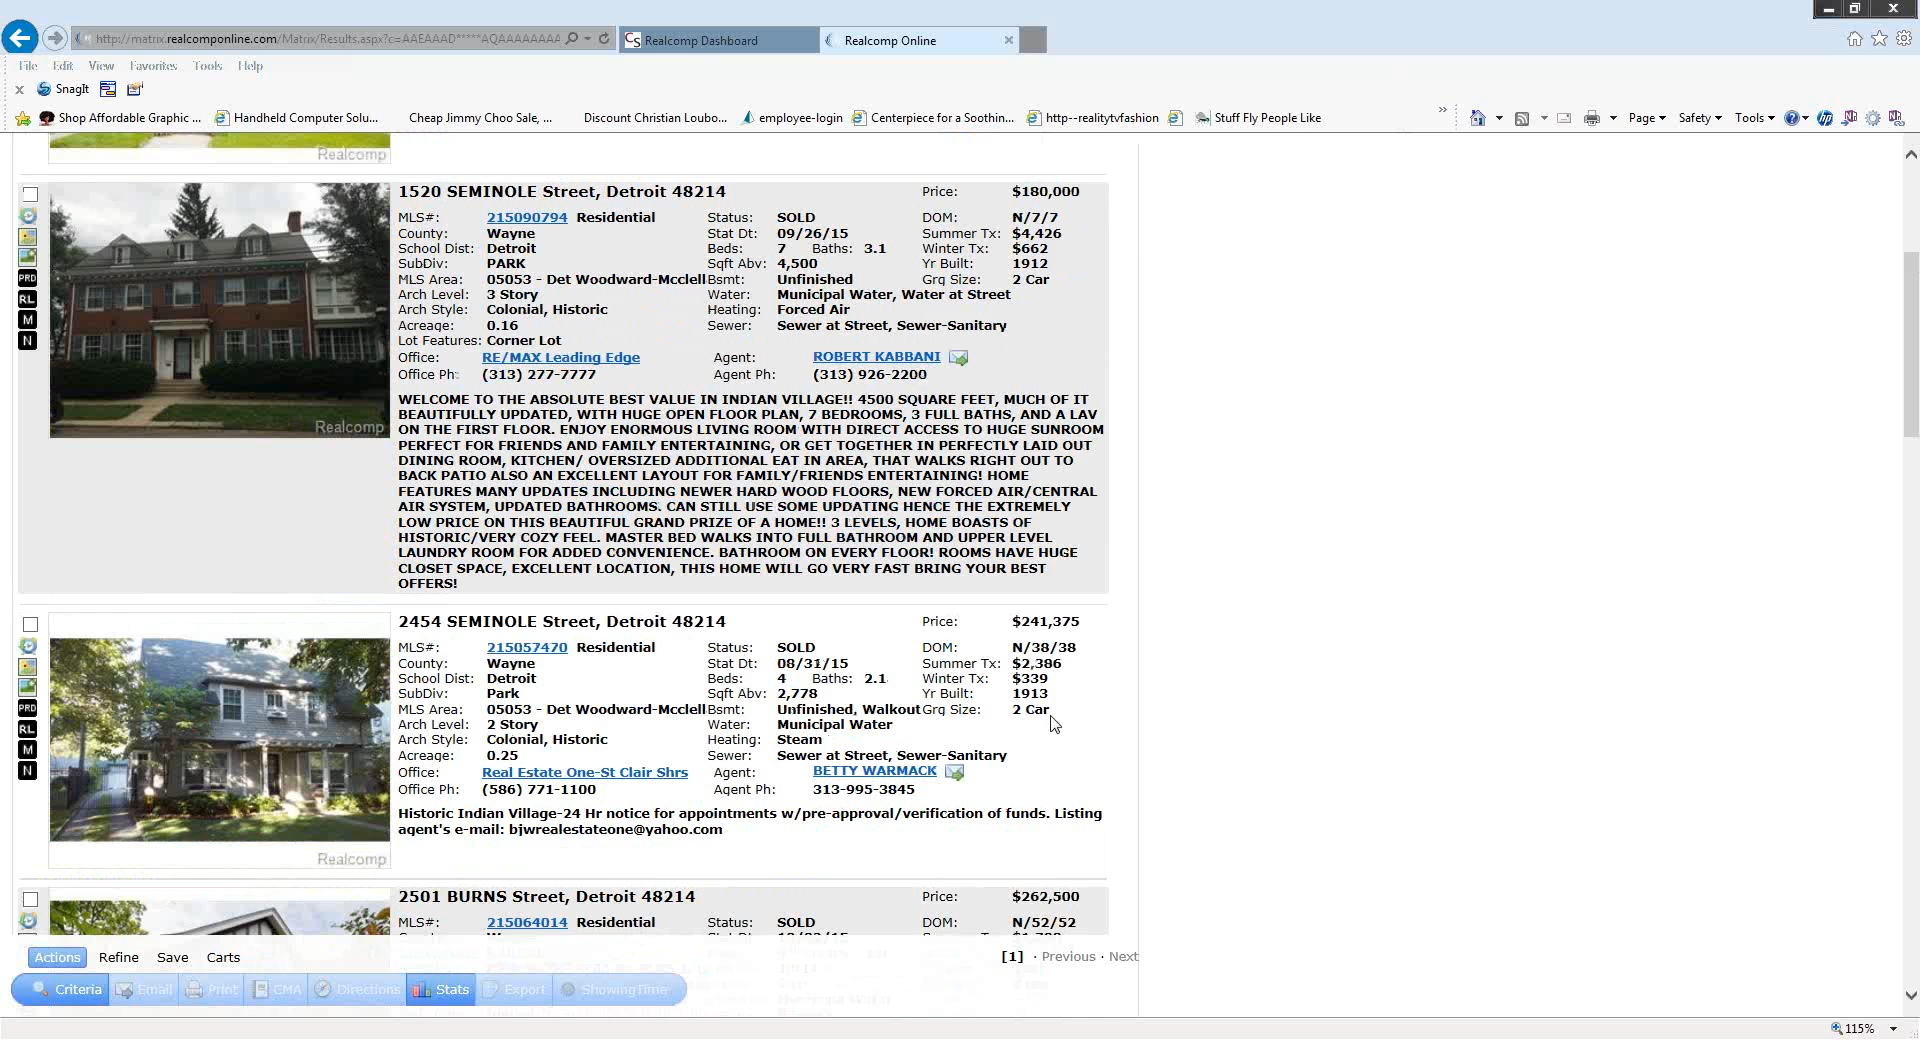 http://matrix.realcomponline.com/Matrix/Results.aspx?c=AAEAAAD*****AQAAAAAAAA
Realcomp Dashboard
Realcomp Online
File Edit View Favorites Tools Help
x SnagIt
Shop Affordable Graphic ... Handheld Computer Solu... Cheap Jimmy Choo Sale, ... Discount Christian Loubo... employee-login Centerpiece for a Soothin... http--realitytvfashion Stuff Fly People Like
Page Safety Tools
Realcomp
1520 SEMINOLE Street, Detroit 48214 Price: $180,000
MLS#: 215090794 Residential Status: SOLD DOM: N/7/7
County: Wayne Stat Dt: 09/26/15 Summer Tx: $4,426
School Dist: Detroit Beds: 7 Baths: 3.1 Winter Tx: $662
SubDiv: PARK Sqft Abv: 4,500 Yr Built: 1912
MLS Area: 05053 - Det Woodward-Mcclell Bsmt: Unfinished Grg Size: 2 Car
Arch Level: 3 Story Water: Municipal Water, Water at Street
Arch Style: Colonial, Historic Heating: Forced Air
Acreage: 0.16 Sewer: Sewer at Street, Sewer-Sanitary
Lot Features: Corner Lot
Office: RE/MAX Leading Edge Agent: ROBERT KABBANI
Office Ph: (313) 277-7777 Agent Ph: (313) 926-2200
PRD
RL
M
N
Realcomp
WELCOME TO THE ABSOLUTE BEST VALUE IN INDIAN VILLAGE!! 4500 SQUARE FEET, MUCH OF IT
BEAUTIFULLY UPDATED, WITH HUGE OPEN FLOOR PLAN, 7 BEDROOMS, 3 FULL BATHS, AND A LAV
ON THE FIRST FLOOR. ENJOY ENORMOUS LIVING ROOM WITH DIRECT ACCESS TO HUGE SUNROOM
PERFECT FOR FRIENDS AND FAMILY ENTERTAINING, OR GET TOGETHER IN PERFECTLY LAID OUT
DINING ROOM, KITCHEN/ OVERSIZED ADDITIONAL EAT IN AREA, THAT WALKS RIGHT OUT TO
BACK PATIO ALSO AN EXCELLENT LAYOUT FOR FAMILY/FRIENDS ENTERTAINING! HOME
FEATURES MANY UPDATES INCLUDING NEWER HARD WOOD FLOORS, NEW FORCED AIR/CENTRAL
AIR SYSTEM, UPDATED BATHROOMS. CAN STILL USE SOME UPDATING HENCE THE EXTREMELY
LOW PRICE ON THIS BEAUTIFUL GRAND PRIZE OF A HOME!! 3 LEVELS, HOME BOASTS OF
HISTORIC/VERY COZY FEEL. MASTER BED WALKS INTO FULL BATHROOM AND UPPER LEVEL
LAUNDRY ROOM FOR ADDED CONVENIENCE. BATHROOM ON EVERY FLOOR! ROOMS HAVE HUGE
CLOSET SPACE, EXCELLENT LOCATION, THIS HOME WILL GO VERY FAST BRING YOUR BEST
OFFERS!
2454 SEMINOLE Street, Detroit 48214 Price: $241,375
MLS#: 215057470 Residential Status: SOLD DOM: N/38/38
County: Wayne Stat Dt: 08/31/15 Summer Tx: $2,386
School Dist: Detroit Beds: 4 Baths: 2.1 Winter Tx: $339
SubDiv: Park Sqft Abv: 2,778 Yr Built: 1913
MLS Area: 05053 - Det Woodward-Mcclell Bsmt: Unfinished, Walkout Grg Size: 2 Car
Arch Level: 2 Story Water: Municipal Water
Arch Style: Colonial, Historic Heating: Steam
Acreage: 0.25 Sewer: Sewer at Street, Sewer-Sanitary
Office: Real Estate One-St Clair Shrs Agent: BETTY WARMACK
Office Ph: (586) 771-1100 Agent Ph: 313-995-3845
PRD
RL
M
N
Historic Indian Village-24 Hr notice for appointments w/pre-approval/verification of funds. Listing
agent's e-mail: bjwrealestateone@yahoo.com
Realcomp
2501 BURNS Street, Detroit 48214 Price: $262,500
MLS#: 215064014 Residential Status: SOLD DOM: N/52/52
Actions Refine Save Carts [1] · Previous · Next
Criteria Email Print CMA Directions Stats Export ShowingTime
115%